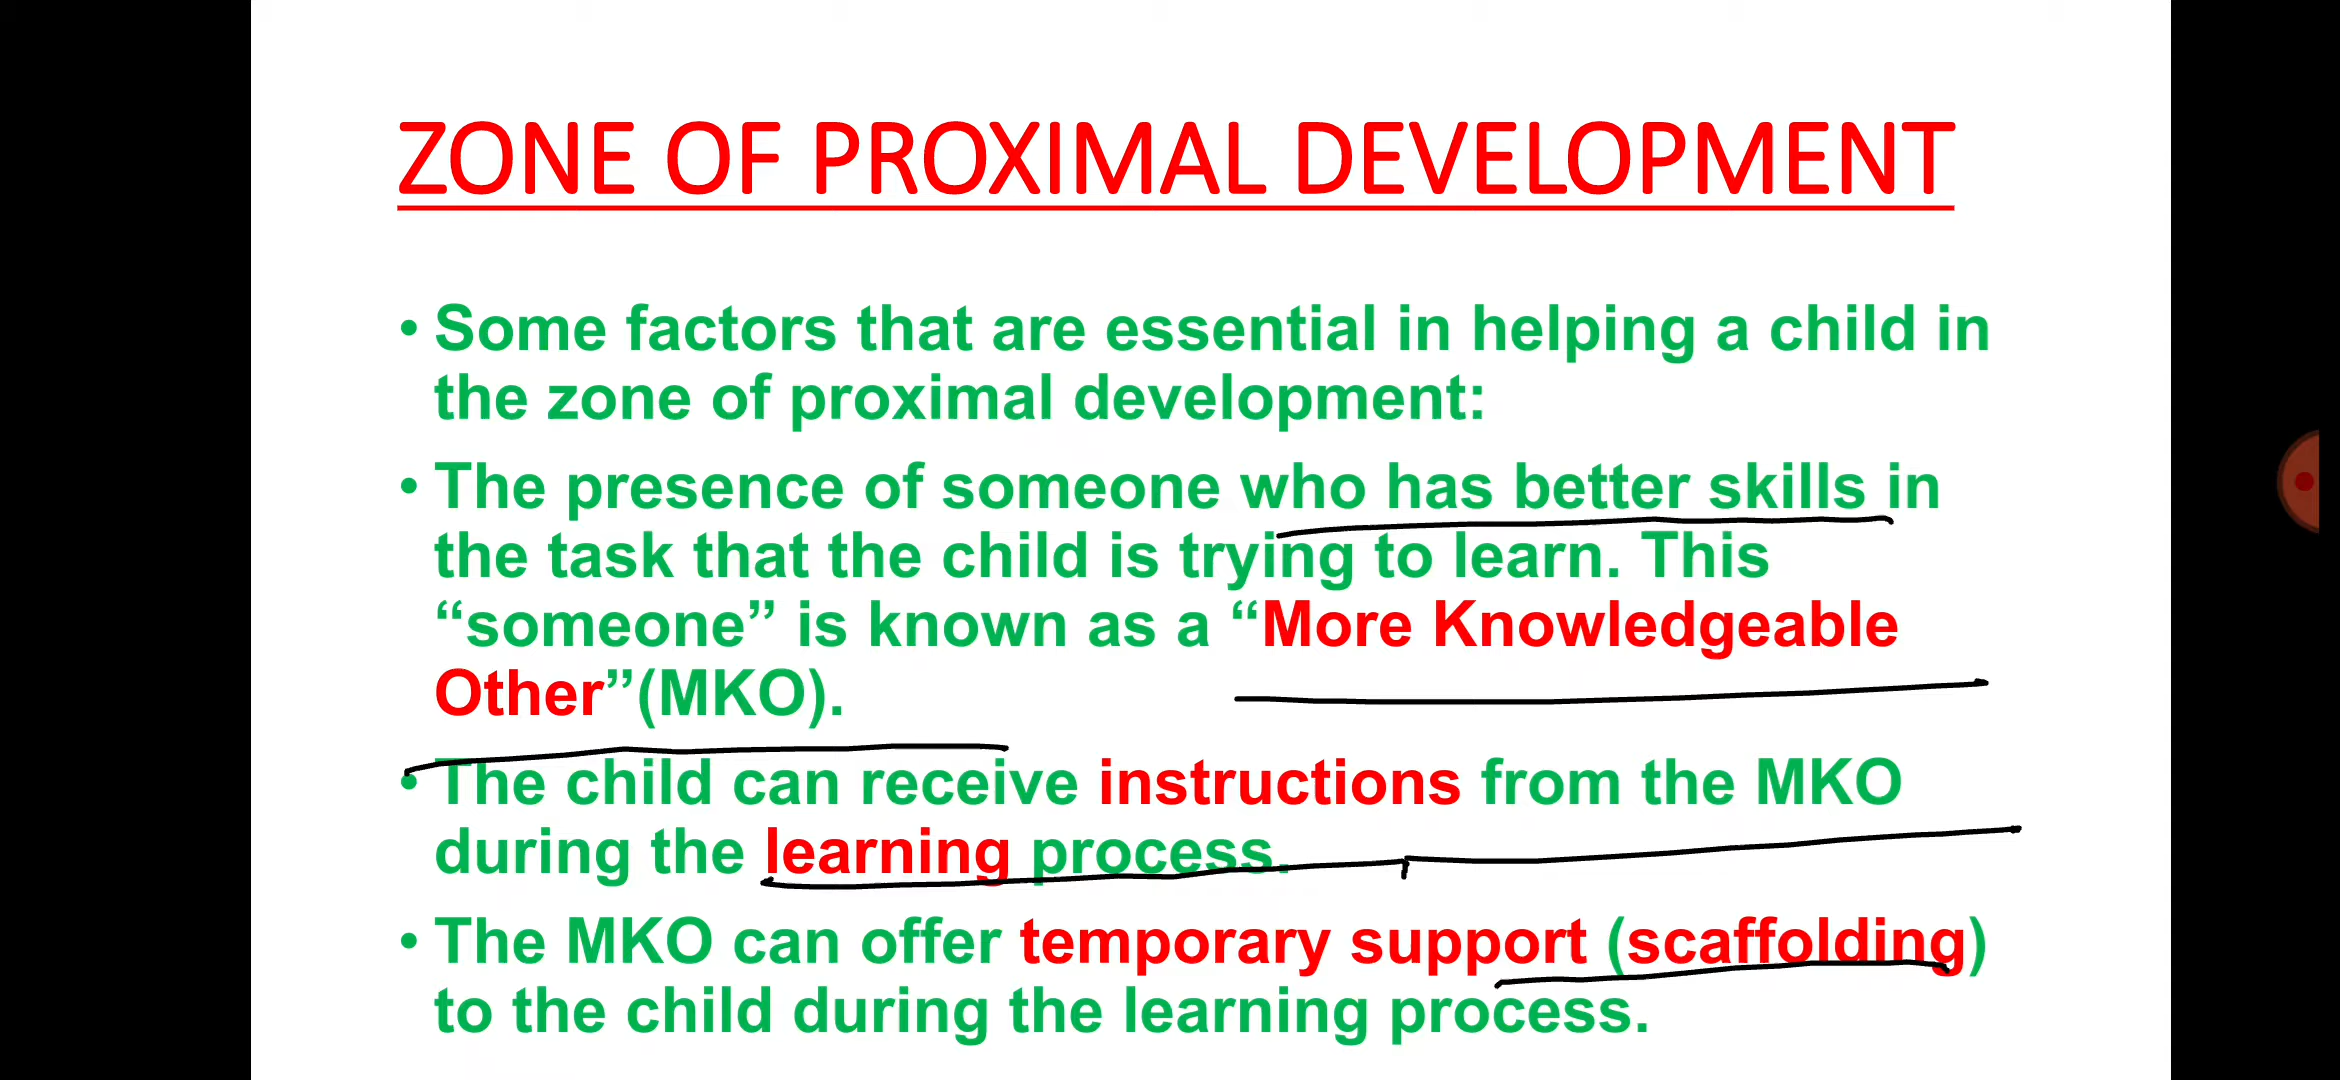 ZONE OF PROXIMAL DEVELOPMENT
• Some factors that are essential in helping a child in
the zone of proximal development:
• The presence of someone who has better skills in
the task that the child is trying to learn. This
“someone” is known as a “More Knowledgeable
Other”(MKO).
• The child can receive instructions from the MKO
during the learning process.
• The MKO can offer temporary support (scaffolding)
to the child during the learning process.